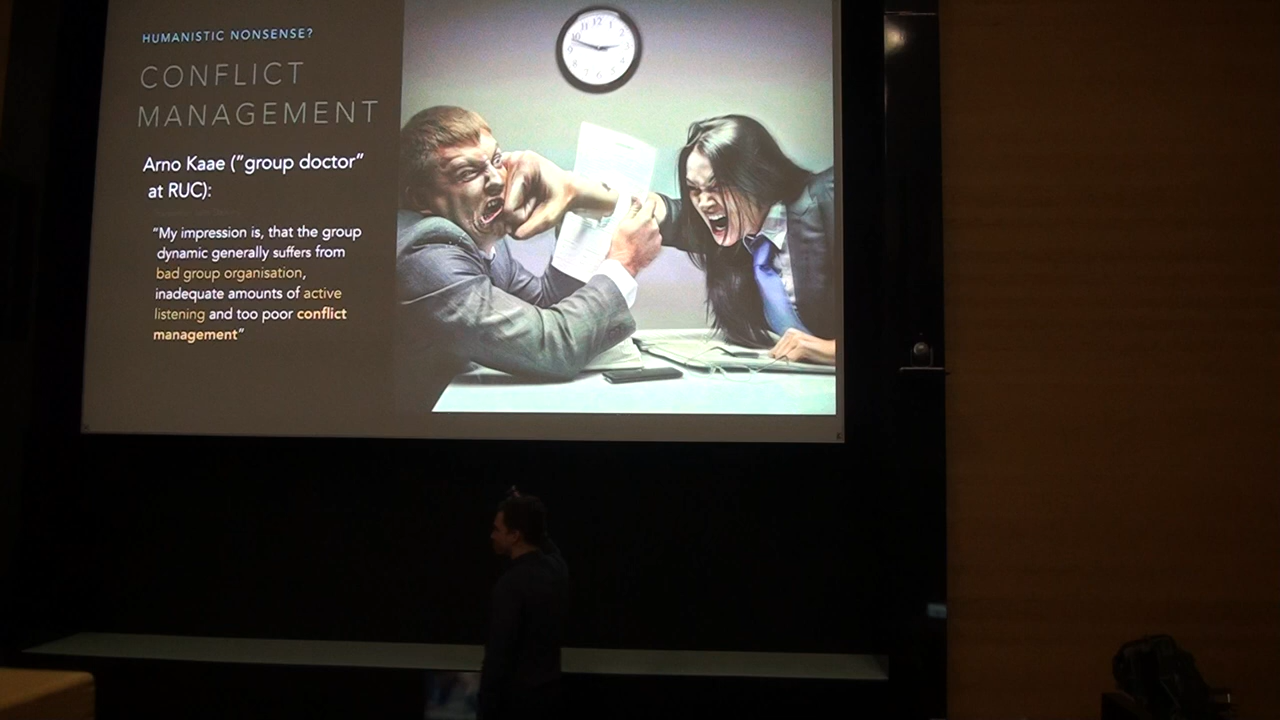 HUMANISTIC NONSENSE?
CONFLICT
MANAGEMENT
Arno Kaae ("group doctor"
at RUC):
"My impression is, that the group
dynamic generally suffers from
bad group organisation,
inadequate amounts of active
listening and too poor conflict
management"